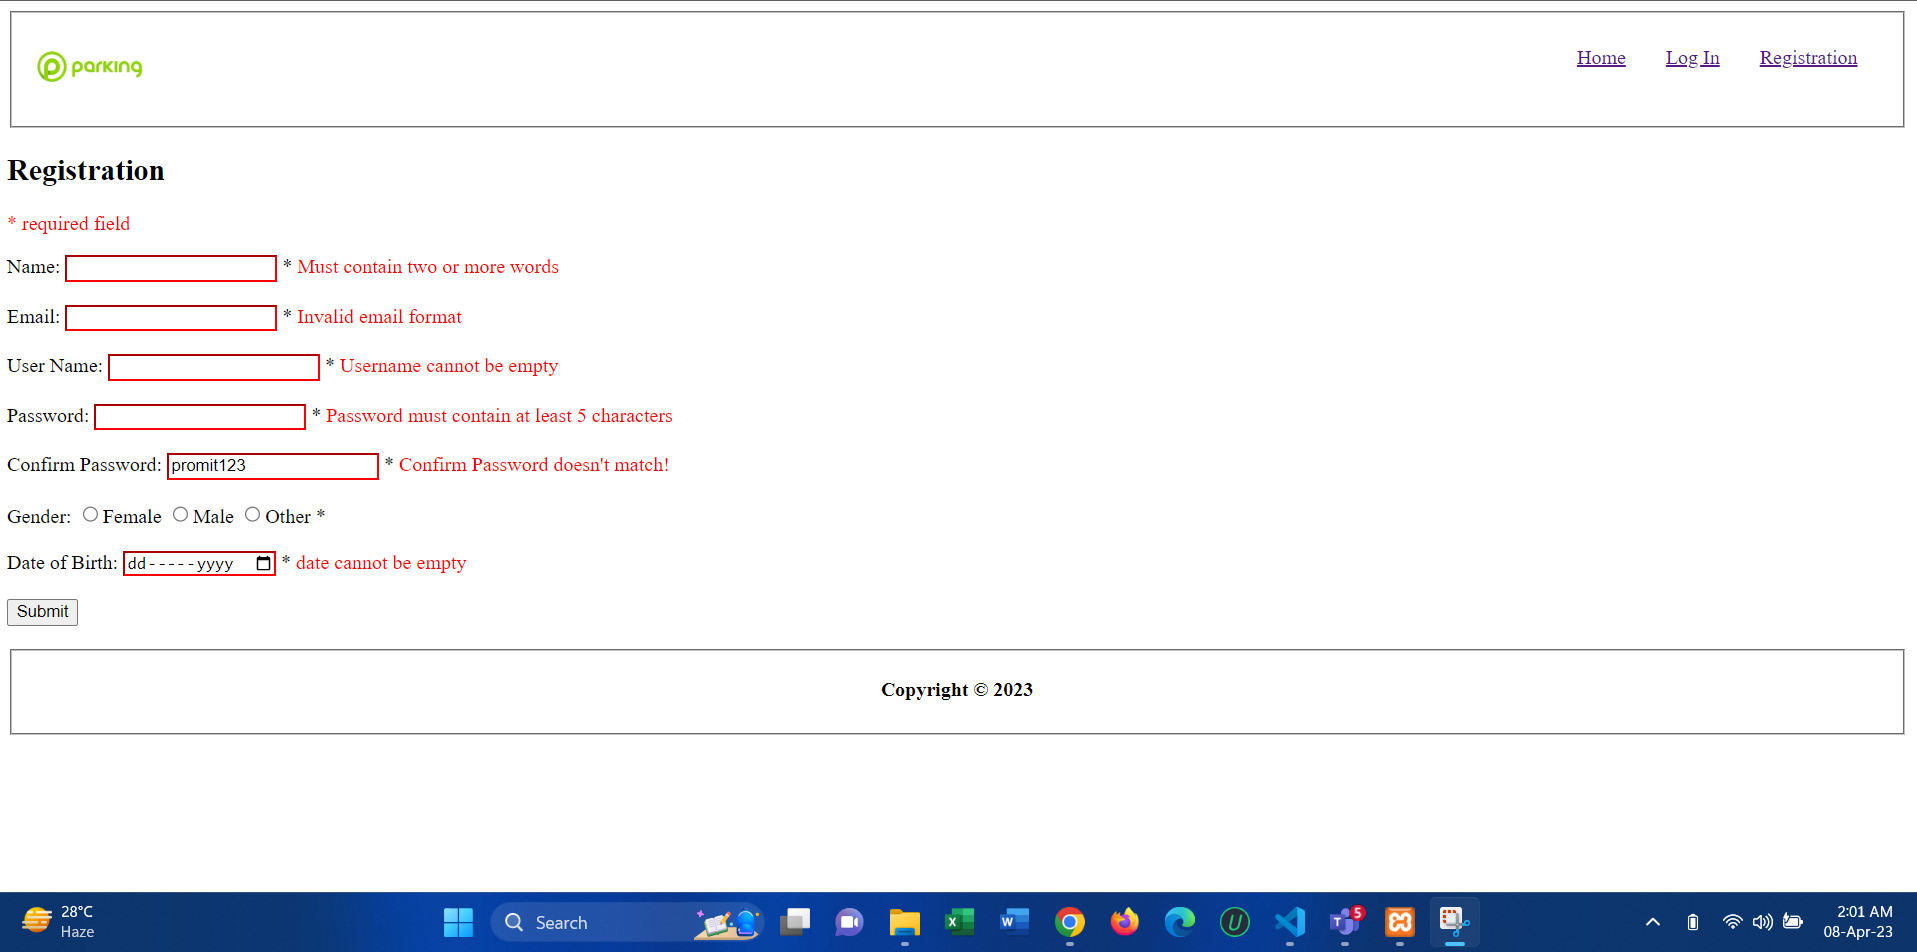 parking
Home Log In Registration
Registration
* required field
Name: * Must contain two or more words
Email: * Invalid email format
User Name: * Username cannot be empty
Password: * Password must contain at least 5 characters
Confirm Password: promit123 * Confirm Password doesn't match!
Gender: Female Male Other *
Date of Birth: dd-----yyyy * date cannot be empty
Submit
Copyright © 2023
28°C
Haze
Search
5
2:01 AM
08-Apr-23